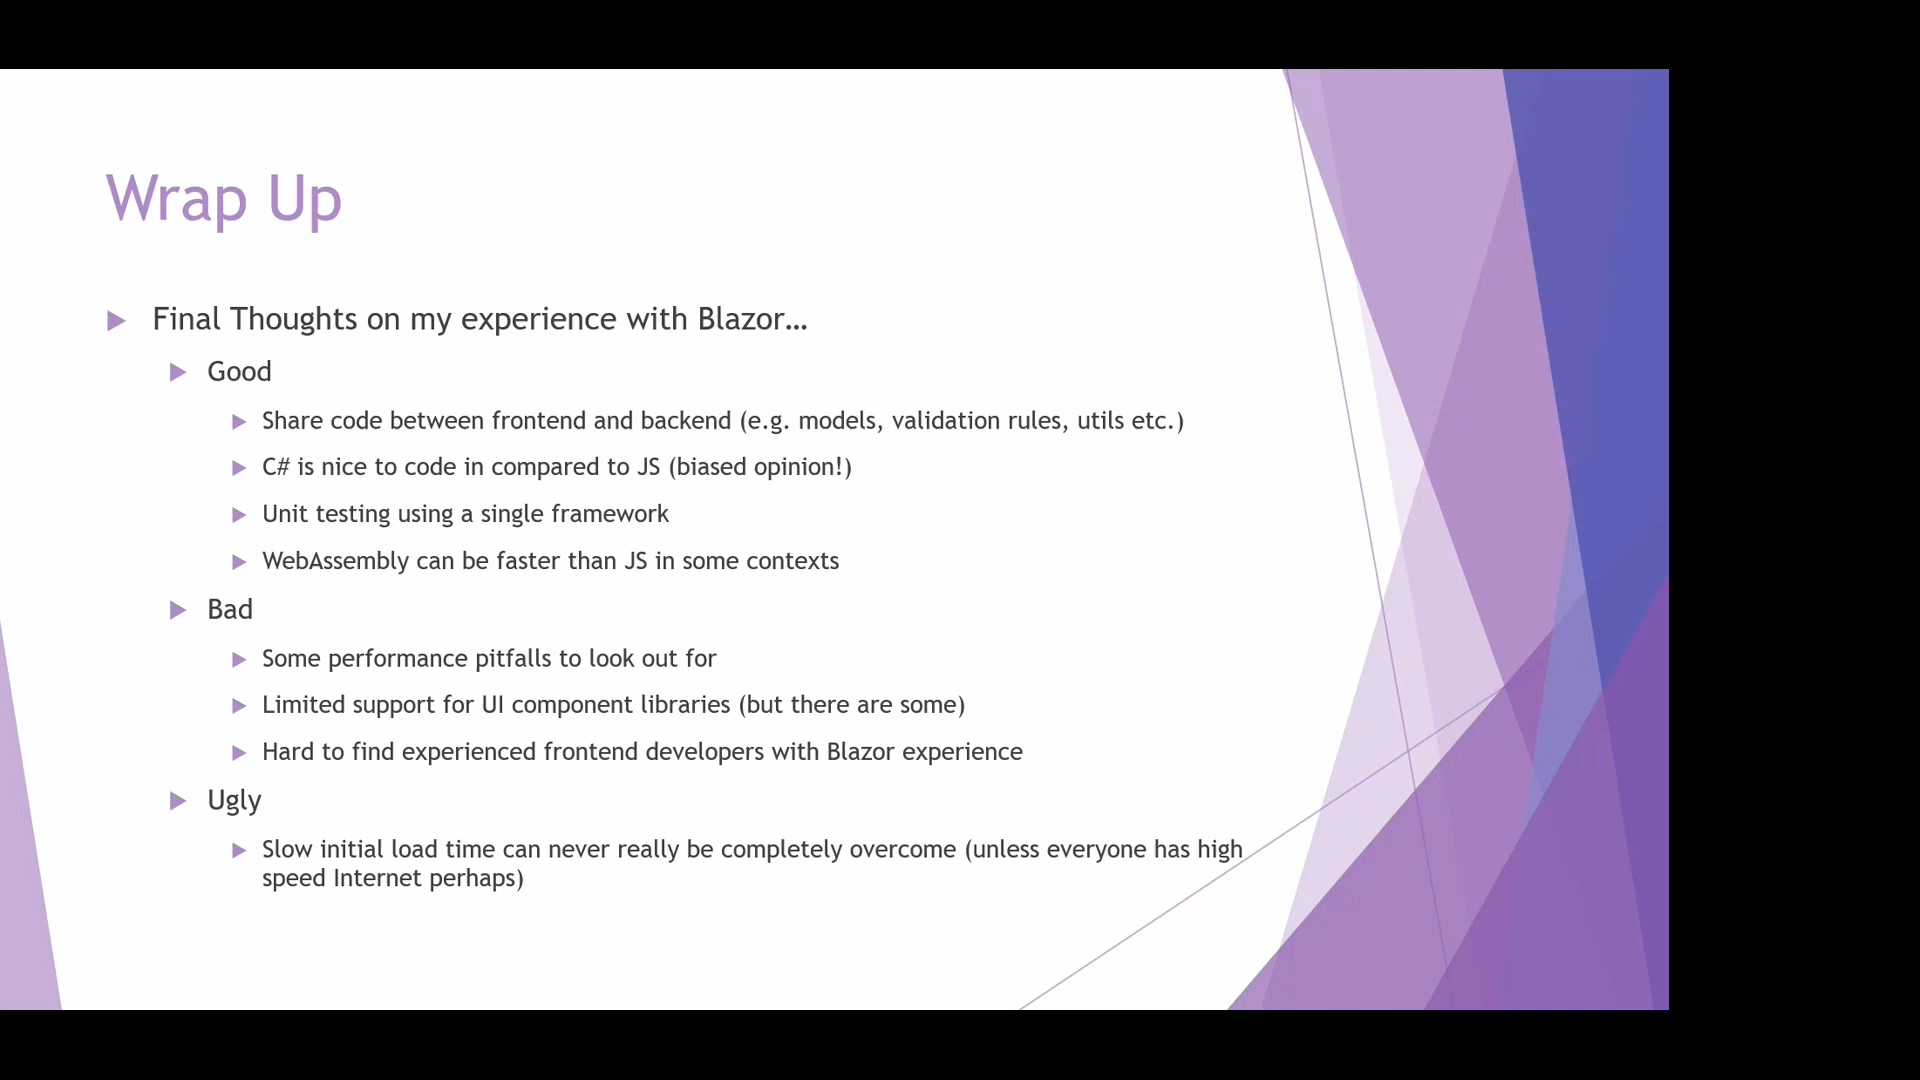 Wrap Up
Final Thoughts on my experience with Blazor...
Good
Share code between frontend and backend (e.g. models, validation rules, utils etc.)
C# is nice to code in compared to JS (biased opinion!)
Unit testing using a single framework
WebAssembly can be faster than JS in some contexts
Bad
Some performance pitfalls to look out for
Limited support for UI component libraries (but there are some)
Hard to find experienced frontend developers with Blazor experience
Ugly
Slow initial load time can never really be completely overcome (unless everyone has high
speed Internet perhaps)